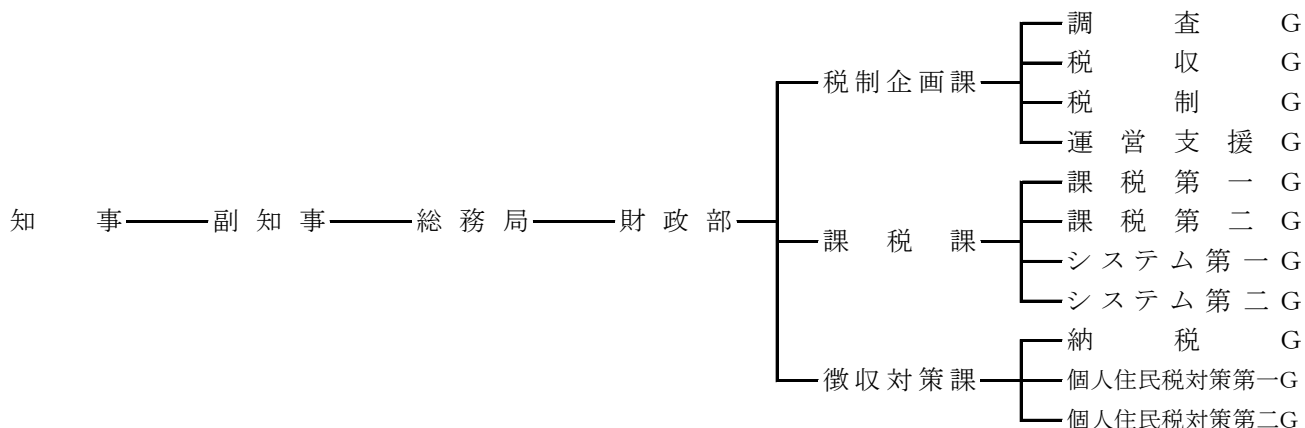 調査G
税収G
税制企画課
税制G
運営支援G
課税第一G
知事 副知事 総務局 財政部
課税第二G
課税課
システム第一G
システム第二G
納税G
徴収対策課
個人住民税対策第一G
個人住民税対策第二G